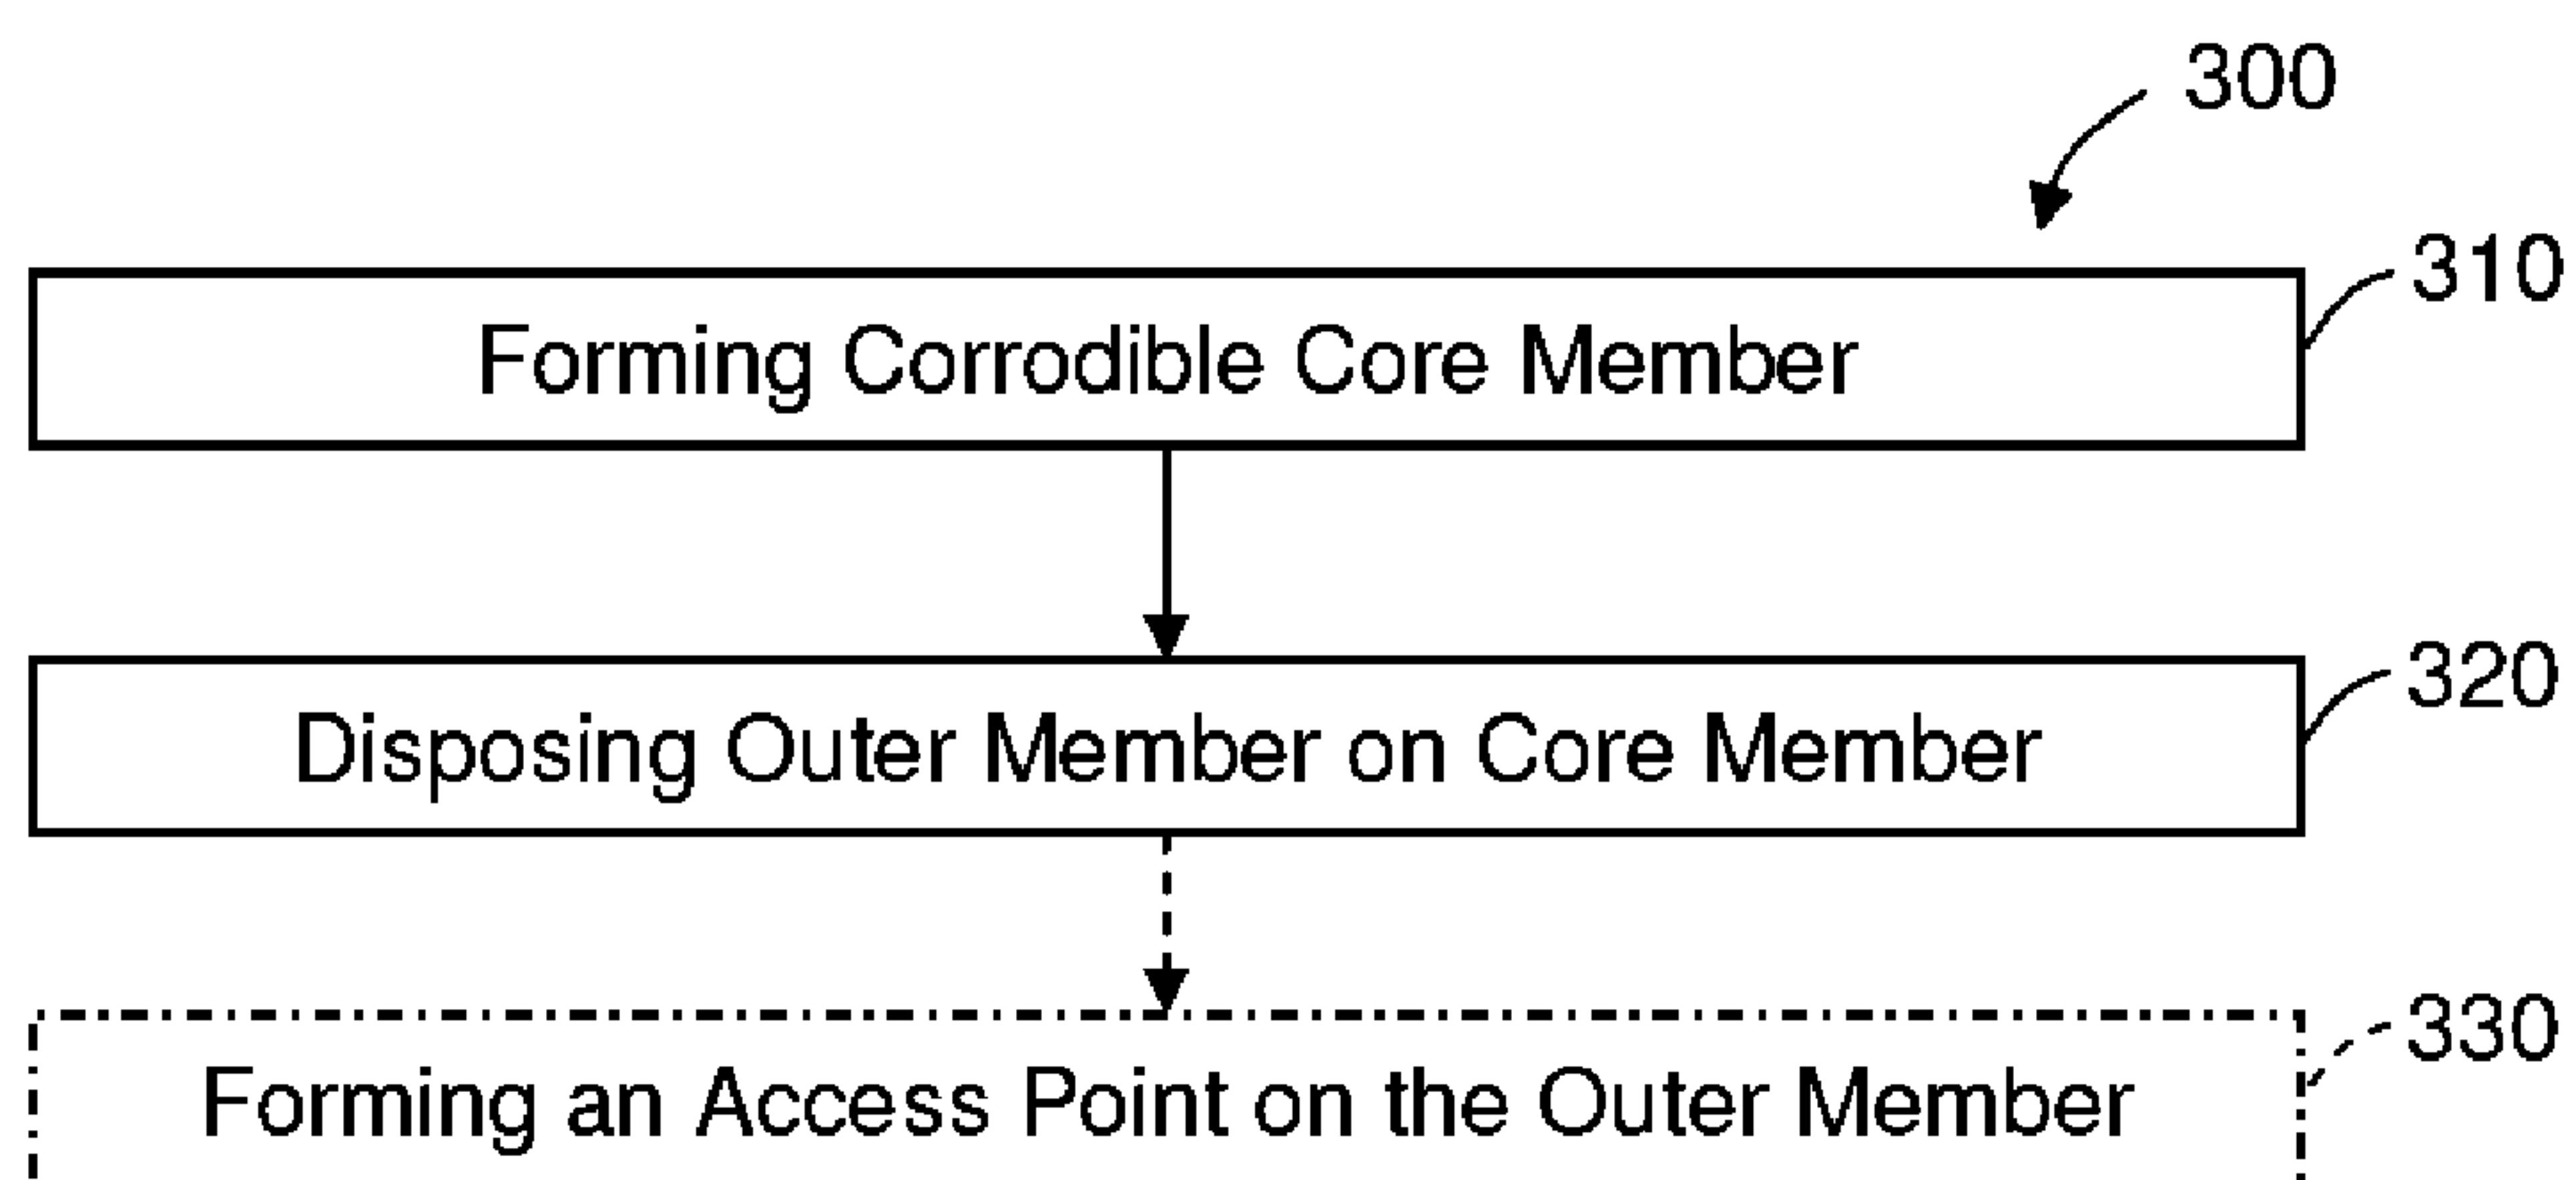 300
310
Forming Corrodible Core Member
320
Disposing Outer Member on Core Member
330
Forming an Access Point on the Outer Member